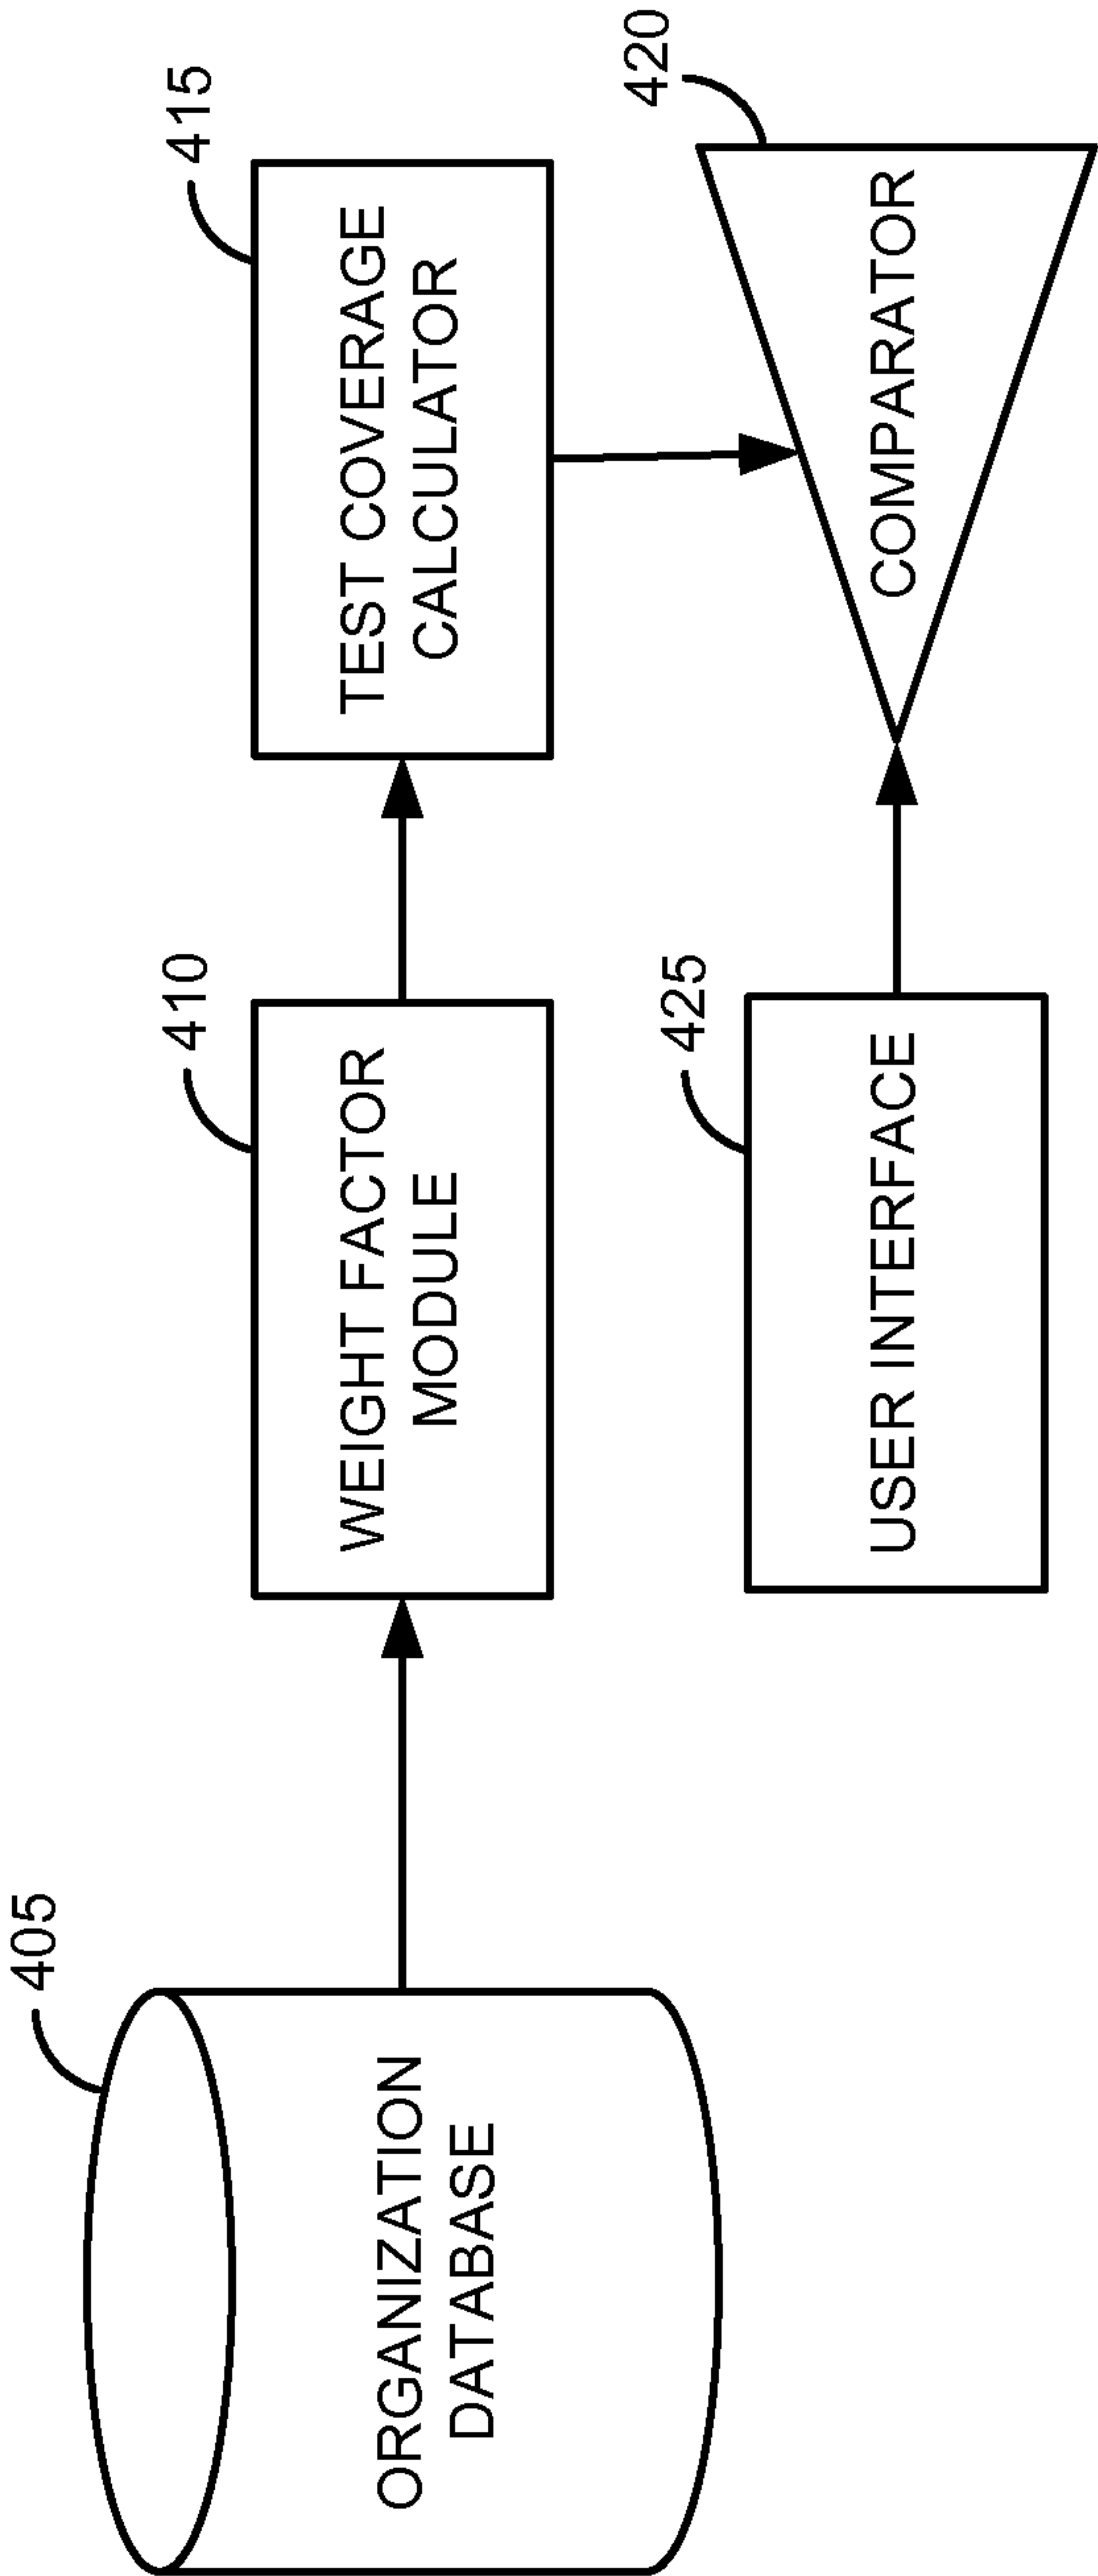 405
ORGANIZATION
DATABASE
410
WEIGHT FACTOR
MODULE
415
TEST COVERAGE
CALCULATOR
425
USER INTERFACE
420
COMPARATOR